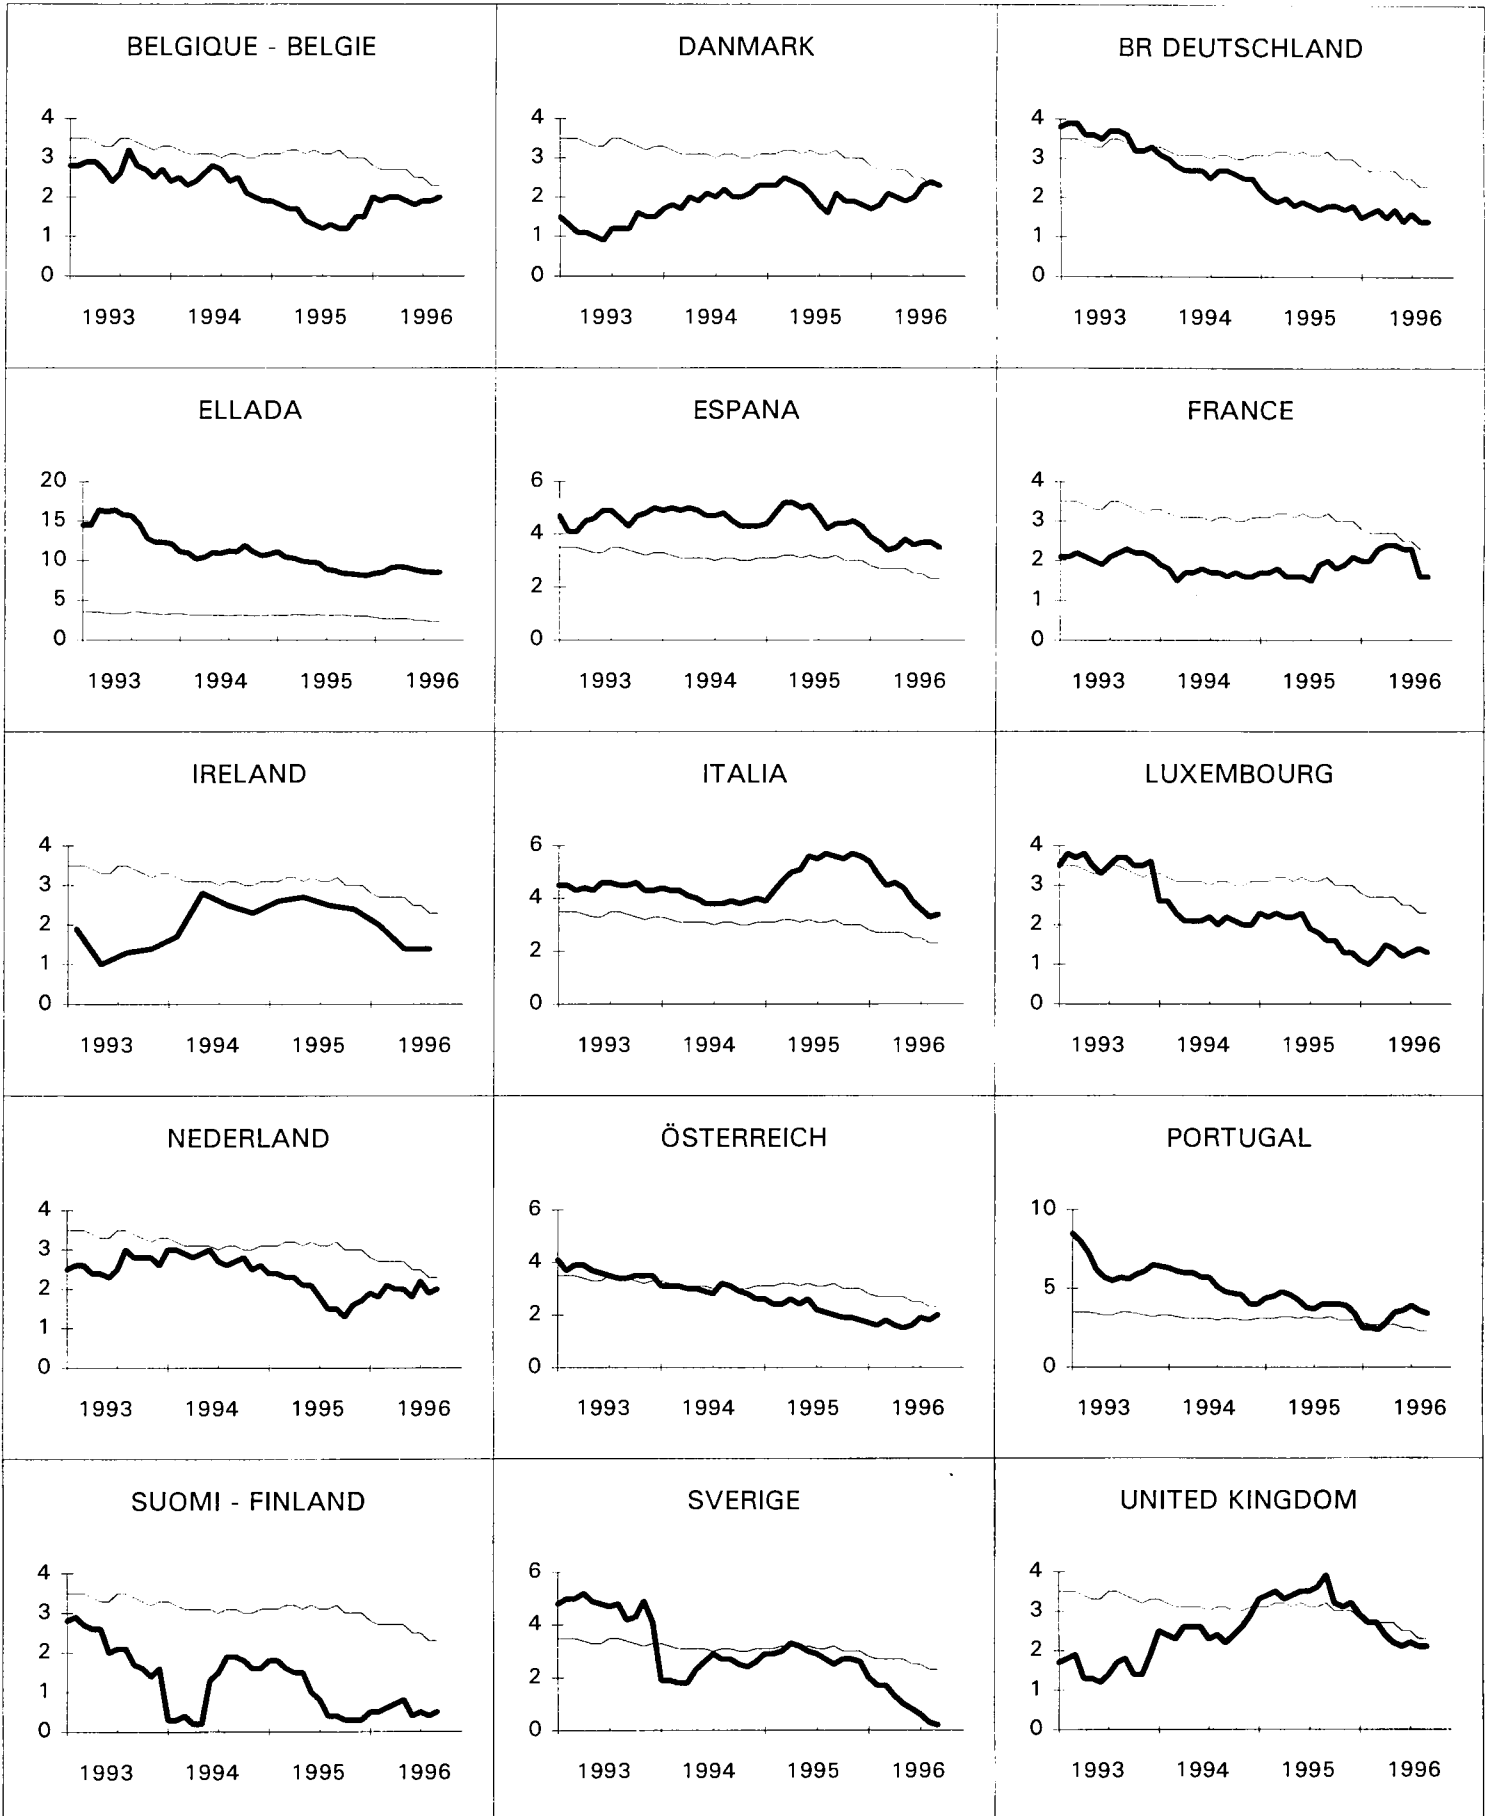 BELGIQUE - BELGIE
4
3
2
1
0
1993 1994 1995 1996
DANMARK
4
3
2
1
0
1993 1994 1995 1996
BR DEUTSCHLAND
4
3
2
1
0
1993 1994 1995 1996
ELLADA
20
15
10
5
0
1993 1994 1995 1996
ESPANA
6
4
2
0
1993 1994 1995 1996
FRANCE
4
3
2
1
0
1993 1994 1995 1996
IRELAND
4
3
2
1
0
1993 1994 1995 1996
ITALIA
6
4
2
0
1993 1994 1995 1996
LUXEMBOURG
4
3
2
1
0
1993 1994 1995 1996
NEDERLAND
4
3
2
1
0
1993 1994 1995 1996
ÖSTERREICH
6
4
2
0
1993 1994 1995 1996
PORTUGAL
10
5
0
1993 1994 1995 1996
SUOMI - FINLAND
4
3
2
1
0
1993 1994 1995 1996
SVERIGE
6
4
2
0
1993 1994 1995 1996
UNITED KINGDOM
4
3
2
1
0
1993 1994 1995 1996